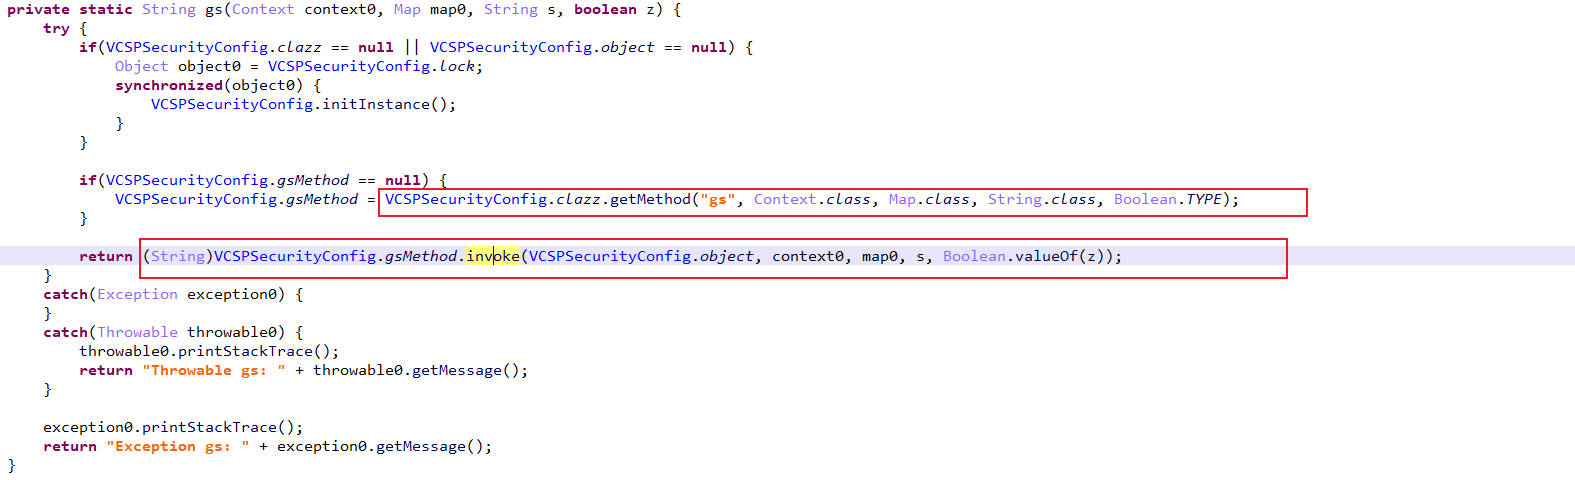 private static String gs(Context context0, Map map0, String s, boolean z) {
    try {
        if(VCSPSecurityConfig.clazz == null || VCSPSecurityConfig.object == null) {
            Object object0 = VCSPSecurityConfig.lock;
            synchronized(object0) {
                VCSPSecurityConfig.initInstance();
            }
        }

        if(VCSPSecurityConfig.gsMethod == null) {
            VCSPSecurityConfig.gsMethod = VCSPSecurityConfig.clazz.getMethod("gs", Context.class, Map.class, String.class, Boolean.TYPE);
        }

        return (String)VCSPSecurityConfig.gsMethod.invoke(VCSPSecurityConfig.object, context0, map0, s, Boolean.valueOf(z));
    }
    catch(Exception exception0) {
    }
    catch(Throwable throwable0) {
        throwable0.printStackTrace();
        return "Throwable gs: " + throwable0.getMessage();
    }

    exception0.printStackTrace();
    return "Exception gs: " + exception0.getMessage();
}